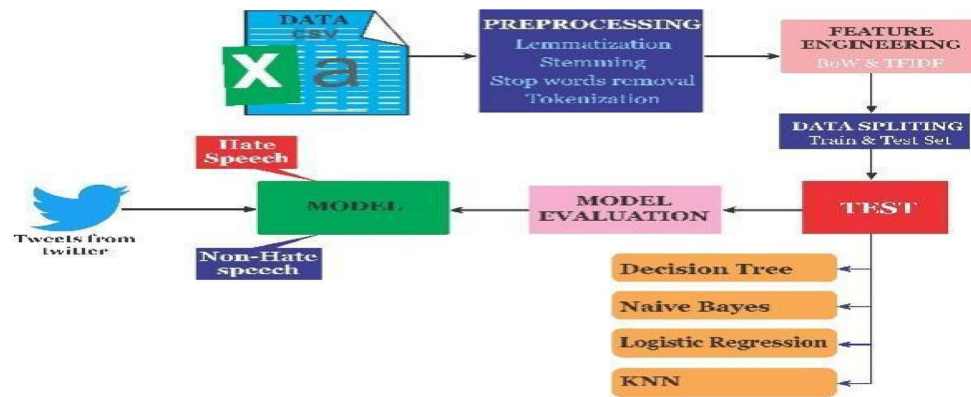 DATA
csv
X a
PREPROCESSING
Lemmatization
Stemming
Stop words removal
Tokenization
FEATURE
ENGINEERING
BoW & TFIDF
DATA SPLITING
Train & Test Set
Hate
Speech
MODEL
MODEL
EVALUATION
TEST
Tweets from
twitter
Non-Hate
speech
Decision Tree
Naive Bayes
Logistic Regression
KNN